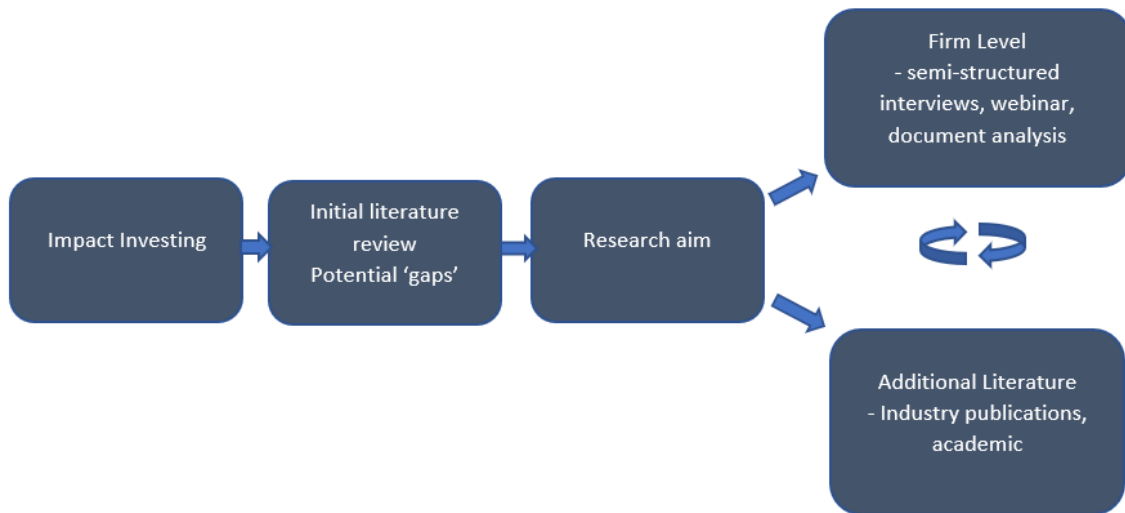 Impact Investing
Initial literature
review
Potential ‘gaps’
Research aim
Firm Level
- semi-structured
interviews, webinar,
document analysis
Additional Literature
- Industry publications,
academic